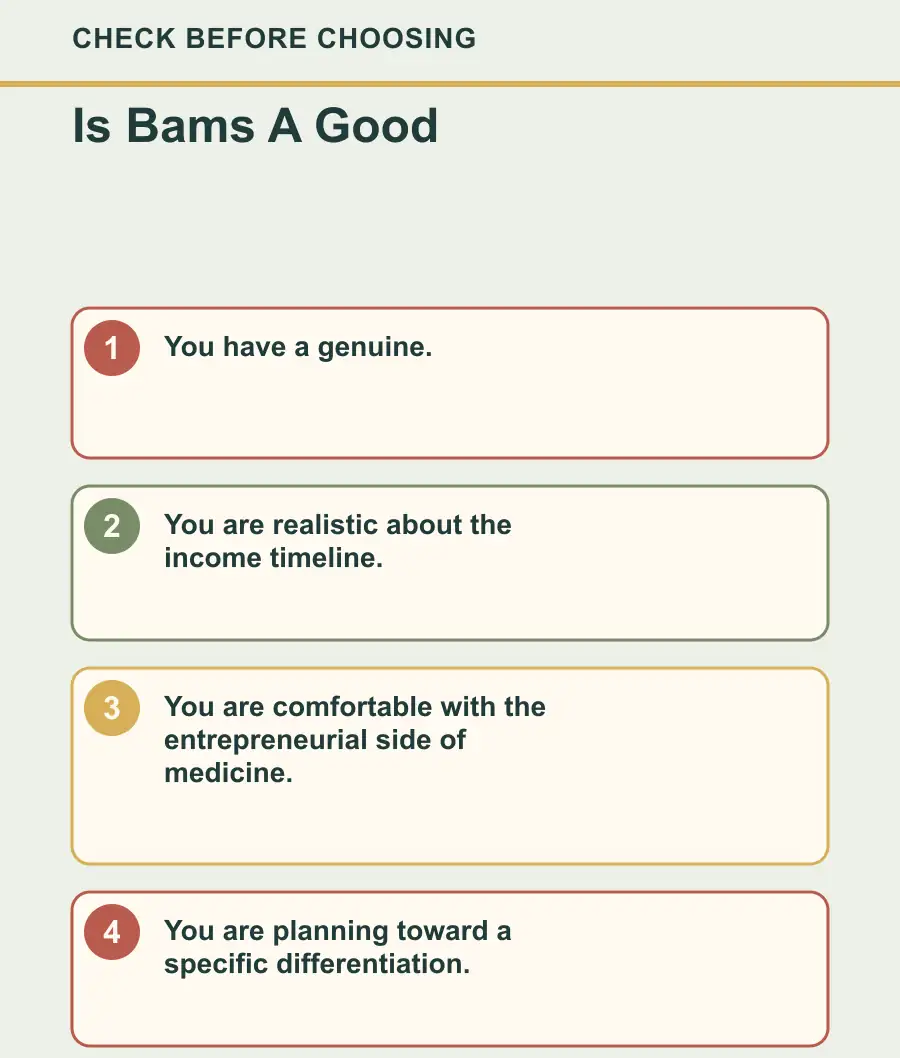 CHECK BEFORE CHOOSING
Is Bams A Good
1
You have a genuine.
2
You are realistic about the
income timeline.
3
You are comfortable with the
entrepreneurial side of
medicine.
4
You are planning toward a
specific differentiation.